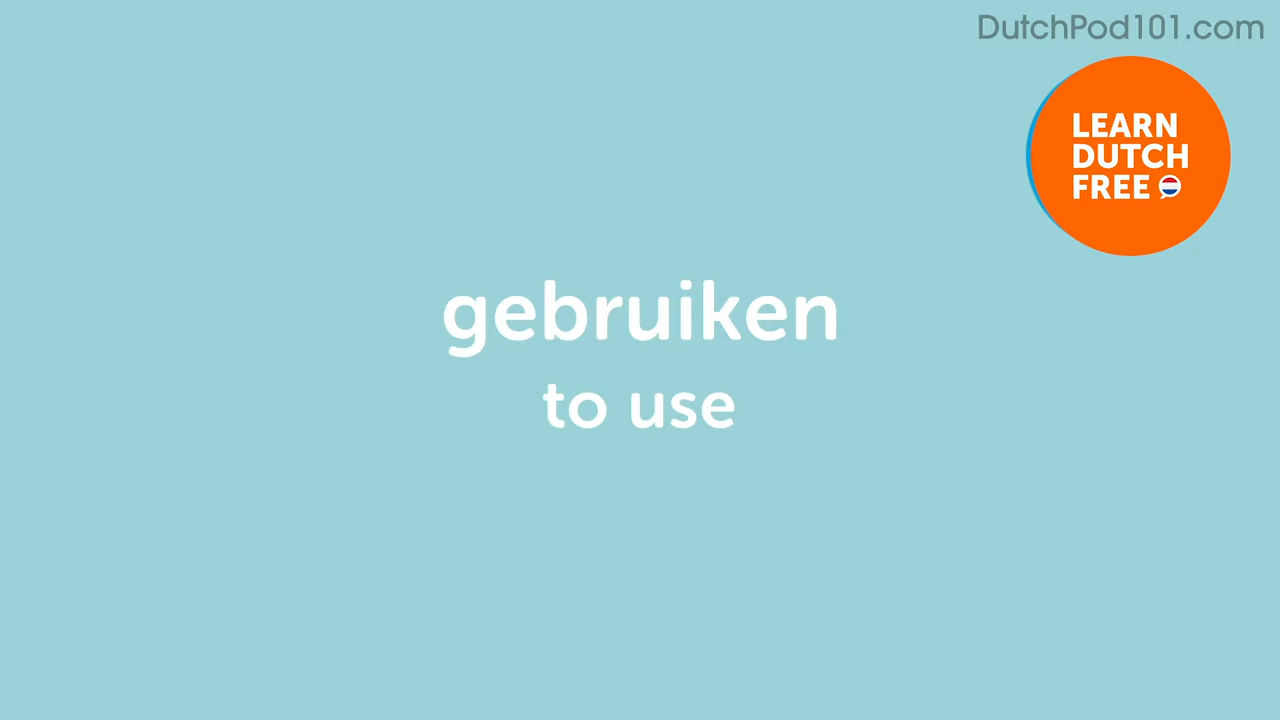 DutchPod101.com
LEARN
DUTCH
FREE
gebruiken
to use